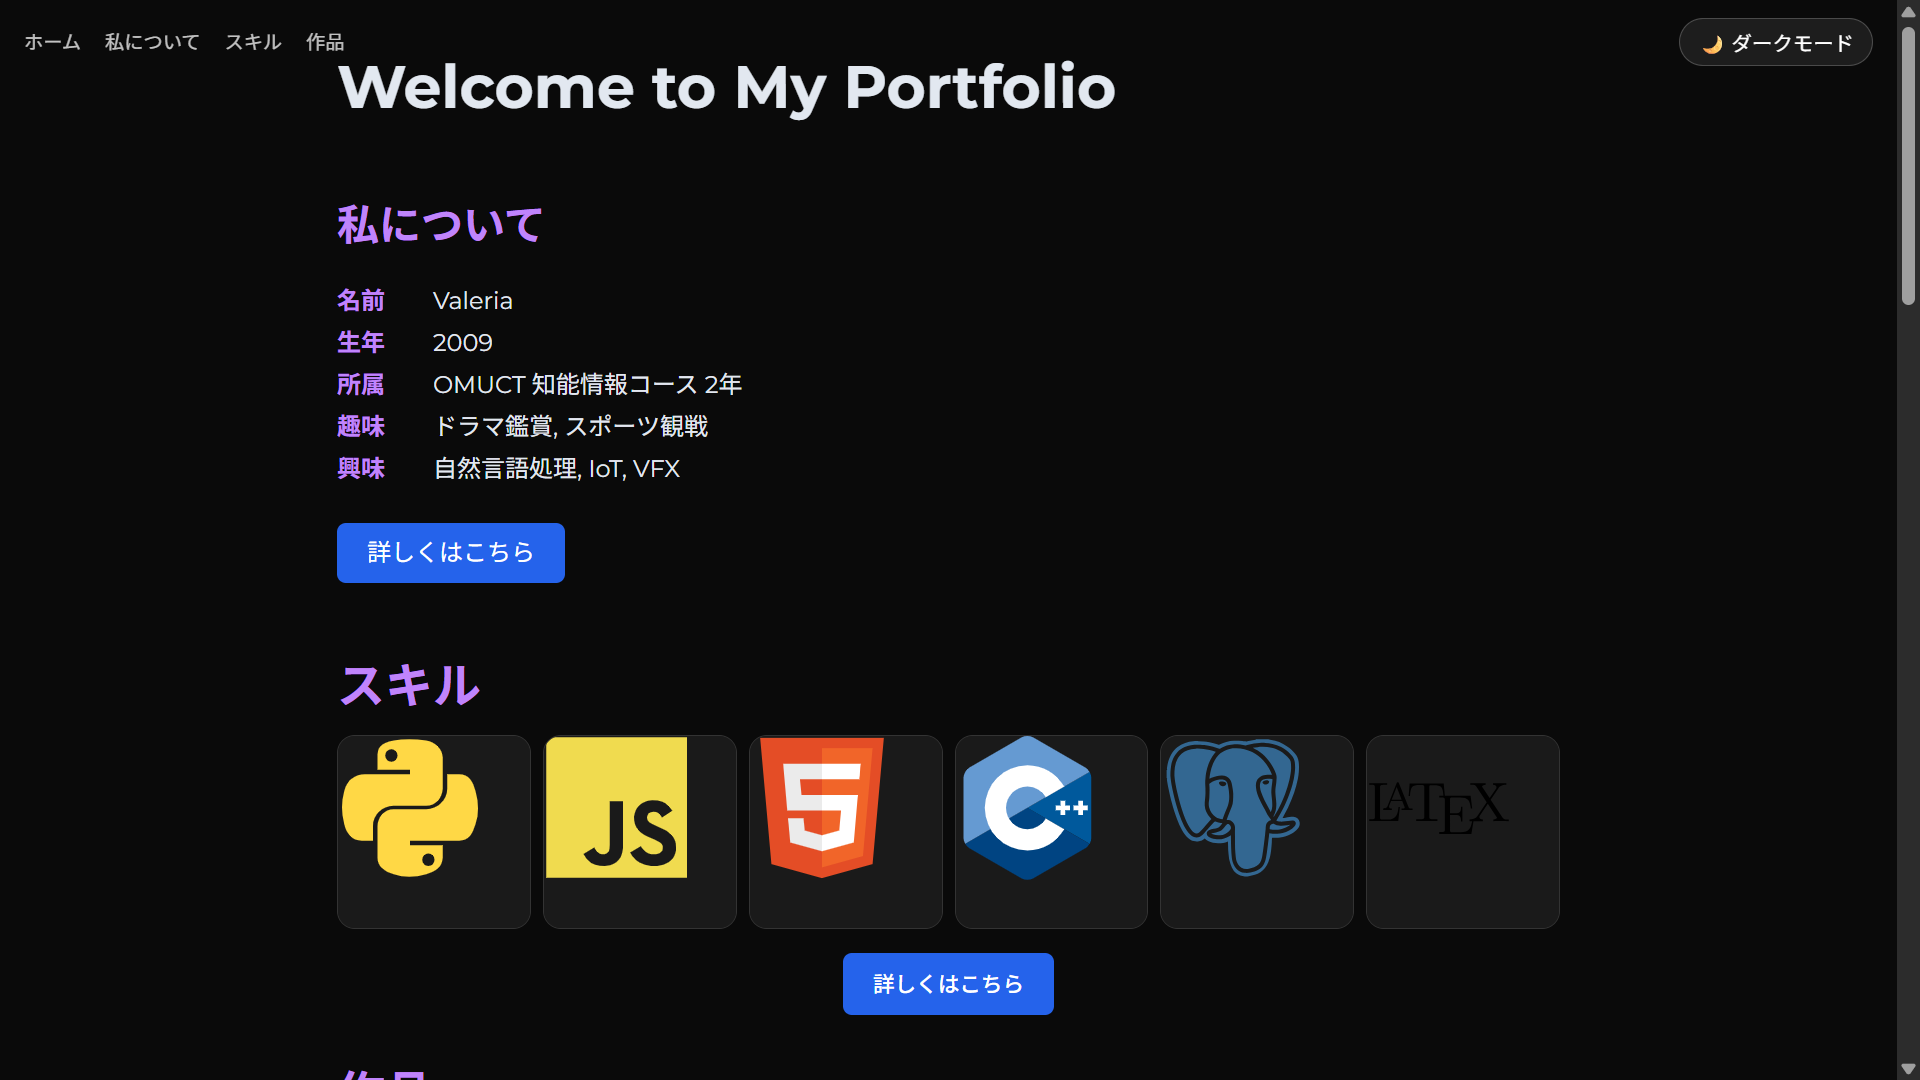 ホーム 私について スキル 作品
🌙 ダークモード
Welcome to My Portfolio
私について
名前 Valeria
生年 2009
所属 OMUCT 知能情報コース 2年
趣味 ドラマ鑑賞, スポーツ観戦
興味 自然言語処理, IoT, VFX
詳しくはこちら
スキル
JS
5
C++
LATEX
詳しくはこちら